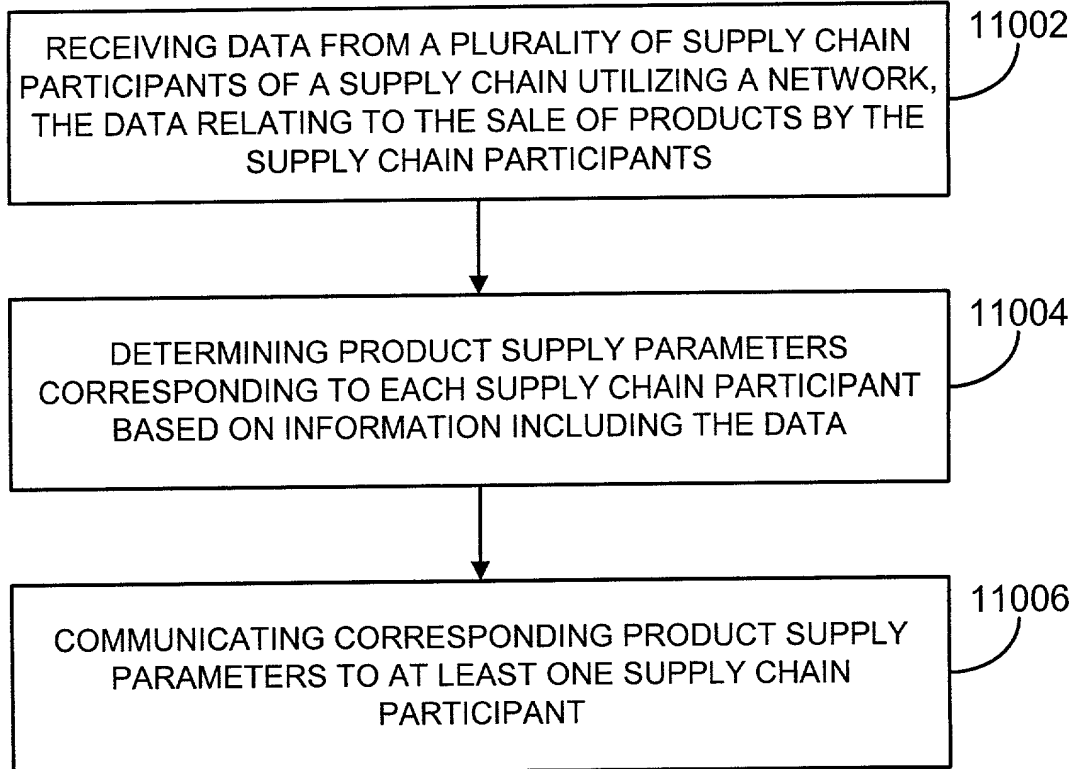 RECEIVING DATA FROM A PLURALITY OF SUPPLY CHAIN
PARTICIPANTS OF A SUPPLY CHAIN UTILIZING A NETWORK,
THE DATA RELATING TO THE SALE OF PRODUCTS BY THE
SUPPLY CHAIN PARTICIPANTS
11002
DETERMINING PRODUCT SUPPLY PARAMETERS
CORRESPONDING TO EACH SUPPLY CHAIN PARTICIPANT
BASED ON INFORMATION INCLUDING THE DATA
11004
COMMUNICATING CORRESPONDING PRODUCT SUPPLY
PARAMETERS TO AT LEAST ONE SUPPLY CHAIN
PARTICIPANT
11006